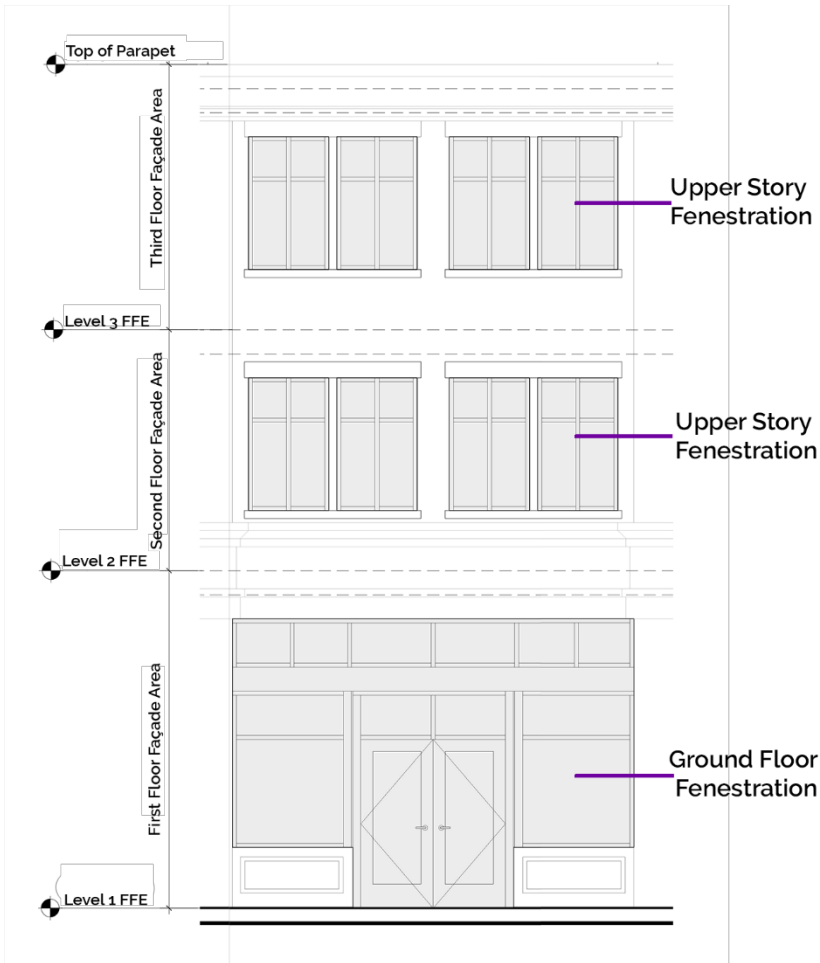 Top of Parapet
Third Floor Façade Area
Upper Story
Fenestration
Level 3 FFE
Second Floor Façade Area
Upper Story
Fenestration
Level 2 FFE
First Floor Façade Area
Ground Floor
Fenestration
Level 1 FFE